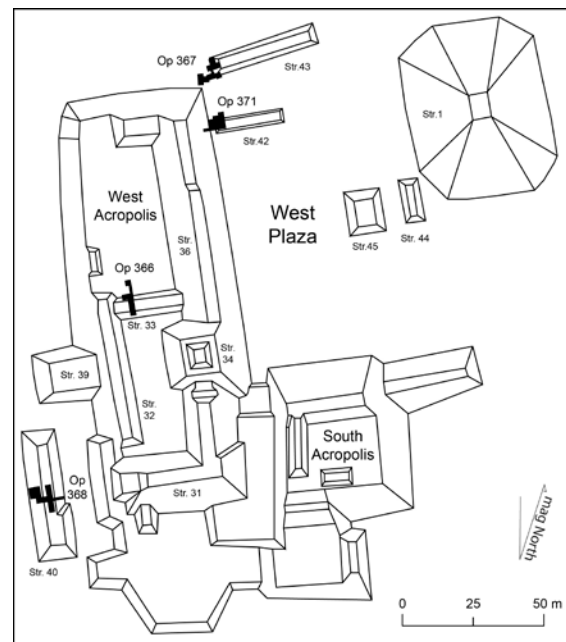 Op 367
Str.43
Op 371
Str.42
Str.1
West
Acropolis
West
Plaza
Str.
36
Str.45
Str. 44
Op 366
Str. 33
Str.
34
Str. 39
Str.
32
South
Acropolis
Op
368
Str. 31
Str. 40
mag North
0
25
50 m